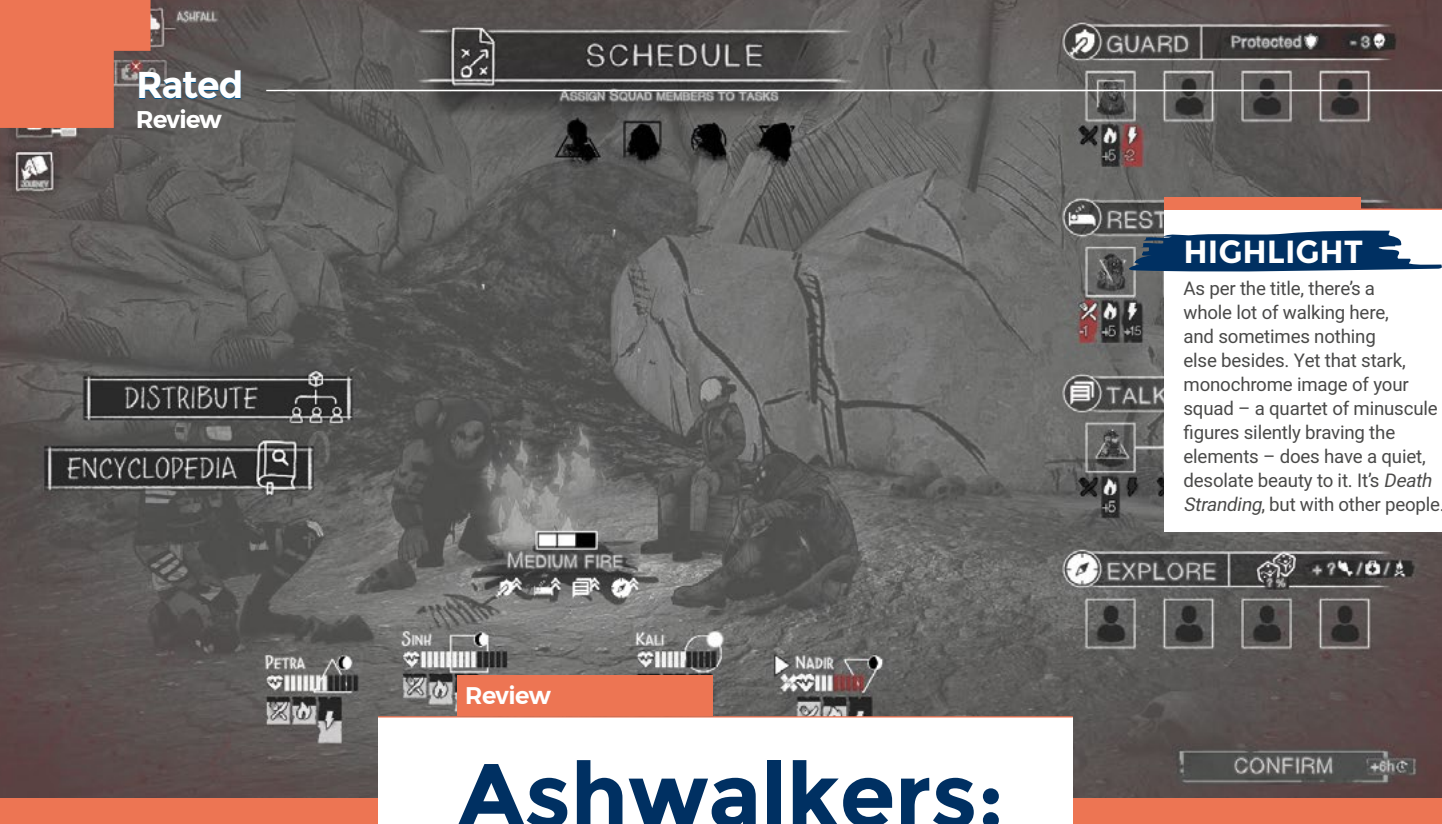 ASHFALL
Rated
Review
JOURNEY
SCHEDULE
ASSIGN SQUAD MEMBERS TO TASKS
GUARD
Protected
-3
+5 -2
REST
-1 +5 +15
TALK
+5
HIGHLIGHT
As per the title, there’s a
whole lot of walking here,
and sometimes nothing
else besides. Yet that stark,
monochrome image of your
squad – a quartet of minuscule
figures silently braving the
elements – does have a quiet,
desolate beauty to it. It’s Death
Stranding, but with other people.
DISTRIBUTE
ENCYCLOPEDIA
MEDIUM FIRE
EXPLORE
+?
PETRA
SINH
KALI
NADIR
CONFIRM
+6h
Review
Ashwalkers: